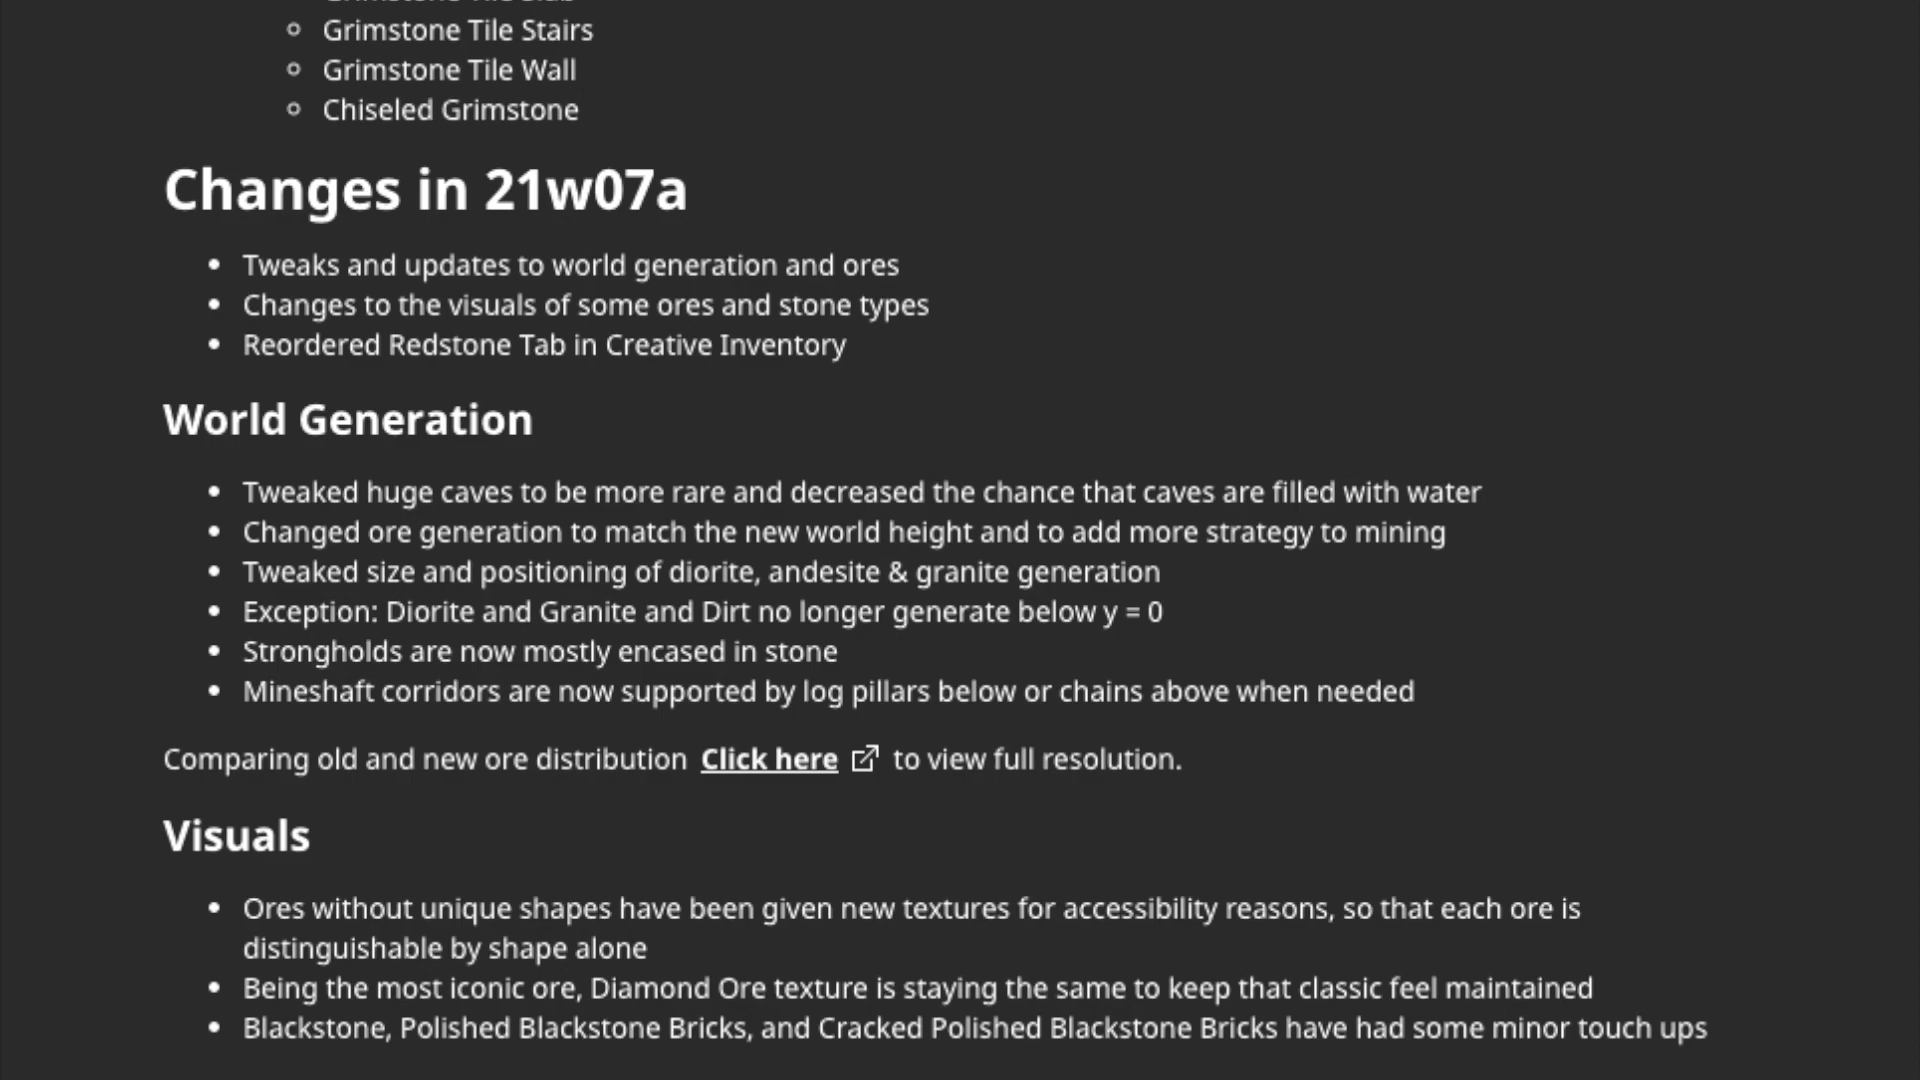 Grimstone Tile Slab
Grimstone Tile Stairs
Grimstone Tile Wall
Chiseled Grimstone
Changes in 21w07a
Tweaks and updates to world generation and ores
Changes to the visuals of some ores and stone types
Reordered Redstone Tab in Creative Inventory
World Generation
Tweaked huge caves to be more rare and decreased the chance that caves are filled with water
Changed ore generation to match the new world height and to add more strategy to mining
Tweaked size and positioning of diorite, andesite & granite generation
Exception: Diorite and Granite and Dirt no longer generate below y = 0
Strongholds are now mostly encased in stone
Mineshaft corridors are now supported by log pillars below or chains above when needed
Comparing old and new ore distribution Click here to view full resolution.
Visuals
Ores without unique shapes have been given new textures for accessibility reasons, so that each ore is
distinguishable by shape alone
Being the most iconic ore, Diamond Ore texture is staying the same to keep that classic feel maintained
Blackstone, Polished Blackstone Bricks, and Cracked Polished Blackstone Bricks have had some minor touch ups